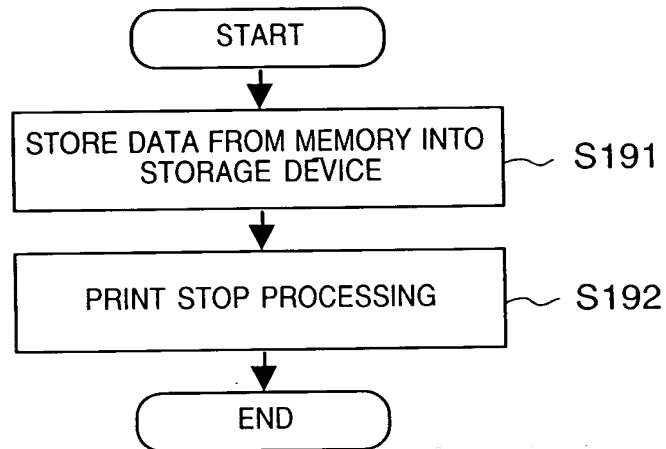 START
STORE DATA FROM MEMORY INTO
STORAGE DEVICE
S191
PRINT STOP PROCESSING
S192
END